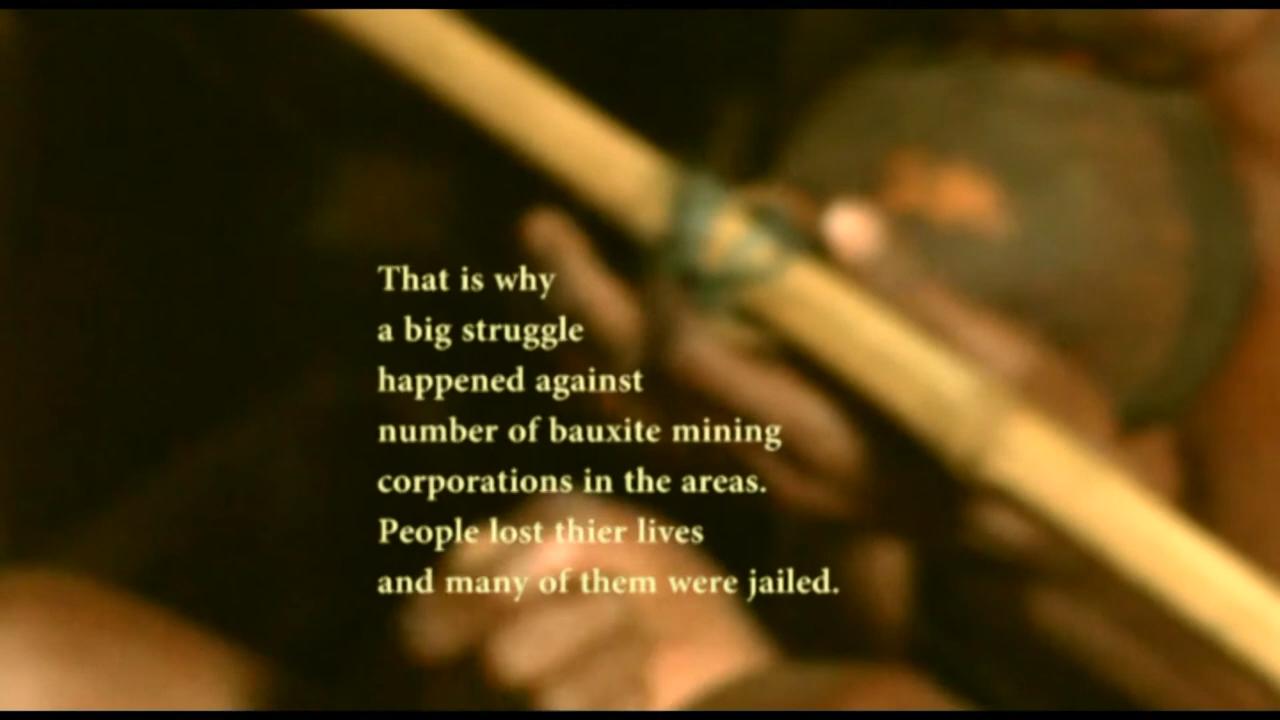 That is why
a big struggle
happened against
number of bauxite mining
corporations in the areas.
People lost thier lives
and many of them were jailed.